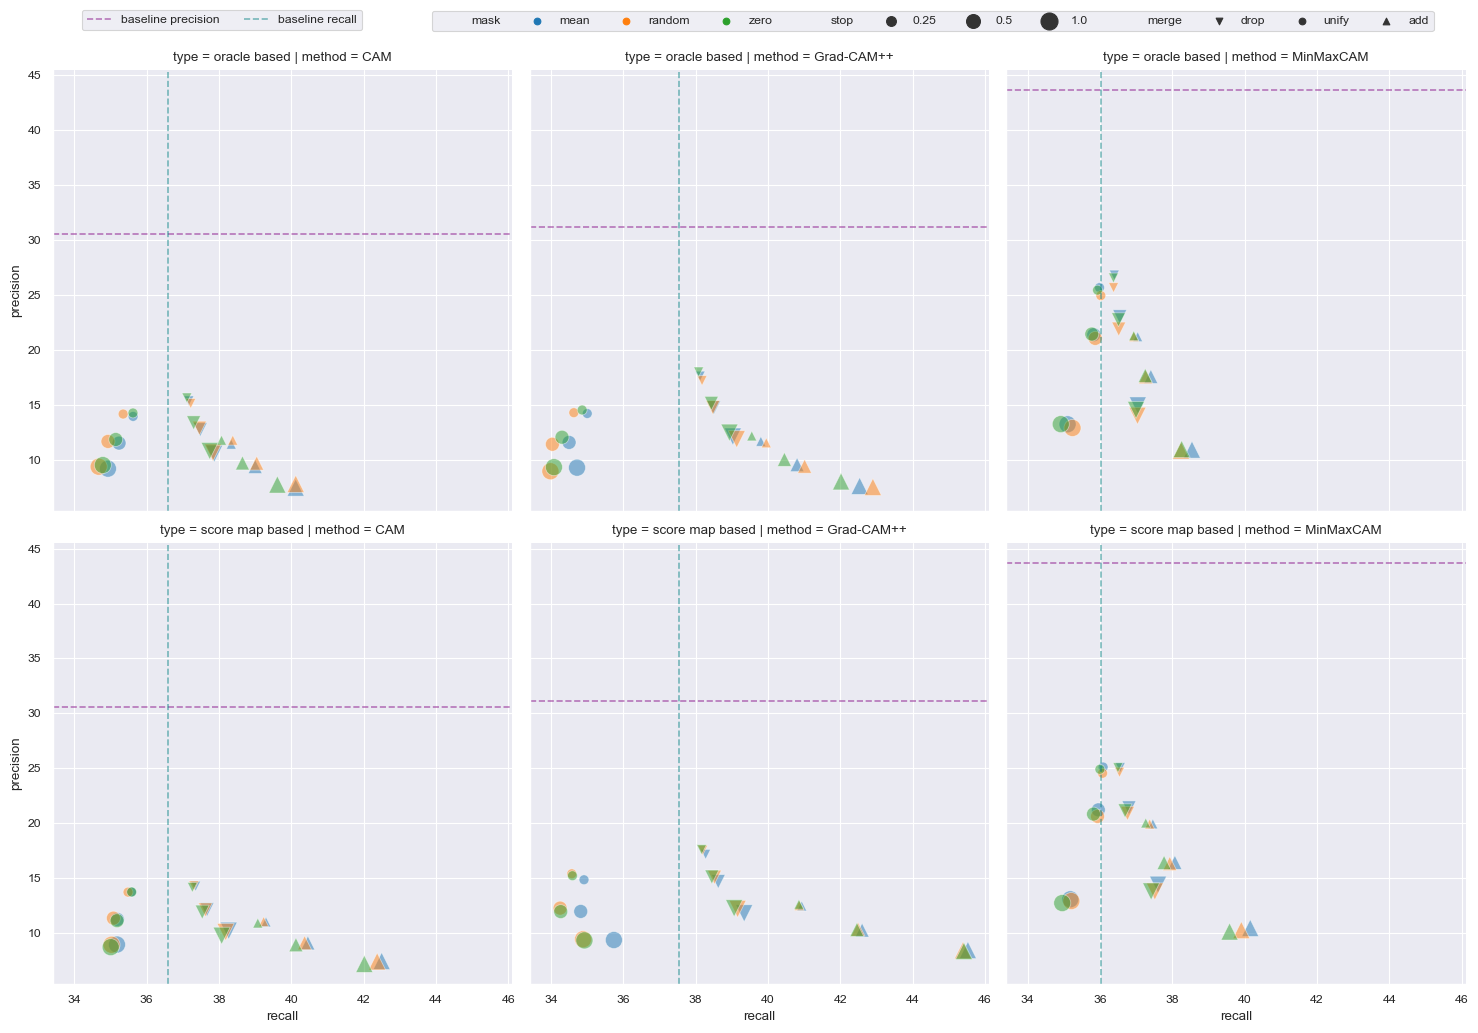 baseline precision baseline recall mask mean random zero stop 0.25 0.5 1.0 merge drop unify add
type = oracle based | method = CAM type = oracle based | method = Grad-CAM++ type = oracle based | method = MinMaxCAM
45
40
35
30
25
20
15
10
precision
type = score map based | method = CAM type = score map based | method = Grad-CAM++ type = score map based | method = MinMaxCAM
45
40
35
30
25
20
15
10
precision
34 36 38 40 42 44 46 34 36 38 40 42 44 46 34 36 38 40 42 44 46
recall recall recall